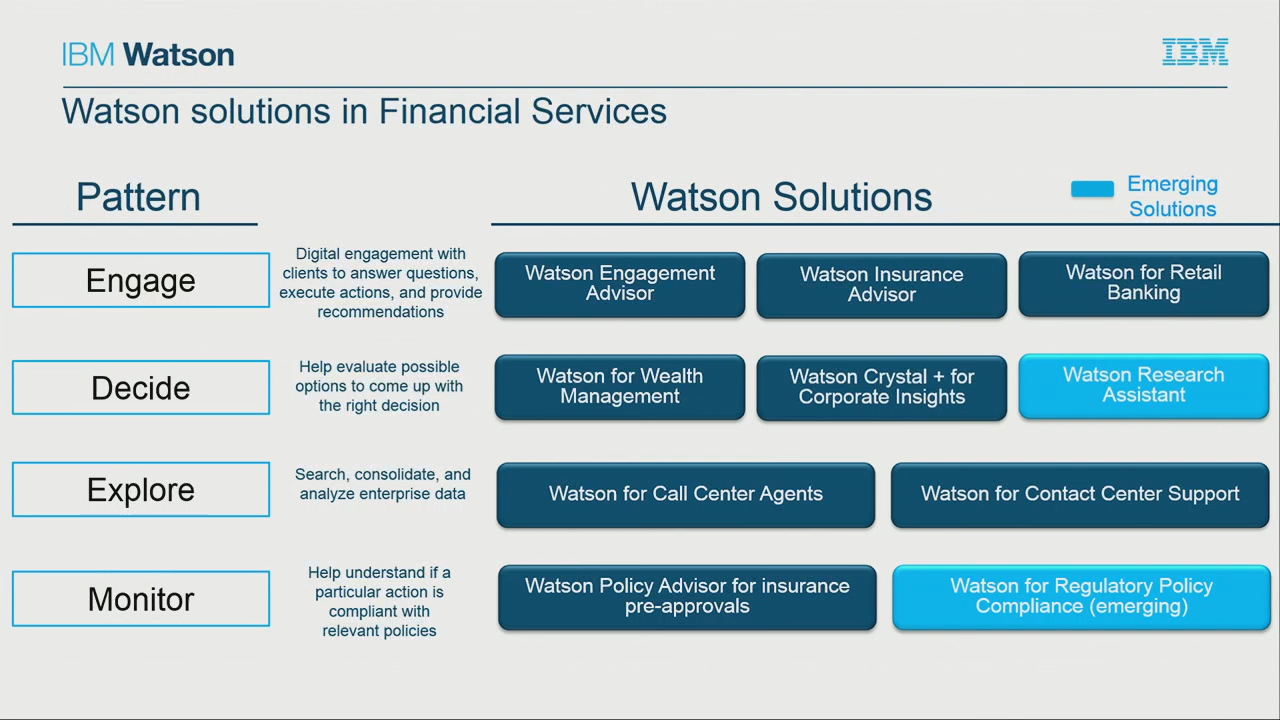 IBM Watson
IBM
Watson solutions in Financial Services
Pattern
Watson Solutions
Emerging
Solutions
Engage
Digital engagement with
clients to answer questions,
execute actions, and provide
recommendations
Watson Engagement
Advisor
Watson Insurance
Advisor
Watson for Retail
Banking
Decide
Help evaluate possible
options to come up with
the right decision
Watson for Wealth
Management
Watson Crystal + for
Corporate Insights
Watson Research
Assistant
Explore
Search, consolidate, and
analyze enterprise data
Watson for Call Center Agents
Watson for Contact Center Support
Monitor
Help understand if a
particular action is
compliant with
relevant policies
Watson Policy Advisor for insurance
pre-approvals
Watson for Regulatory Policy
Compliance (emerging)